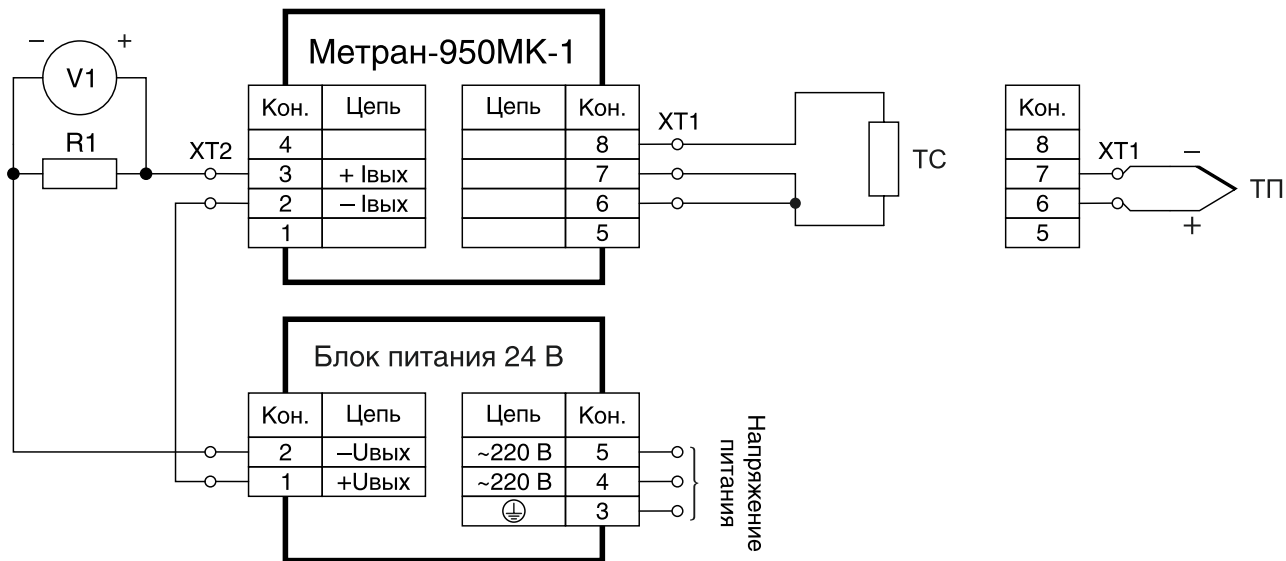 Метран-950МК-1
– +
V1
R1
XT2
Кон. Цепь
4
3 + Iвых
2 – Iвых
1
Цепь Кон.
8
7
6
5
XT1
ТС
Кон.
8
7
6
5
XT1
–
+
ТП
Блок питания 24 В
Кон. Цепь
2 –Uвых
1 +Uвых
Цепь Кон.
~220 В 5
~220 В 4
3
Напряжение
питания